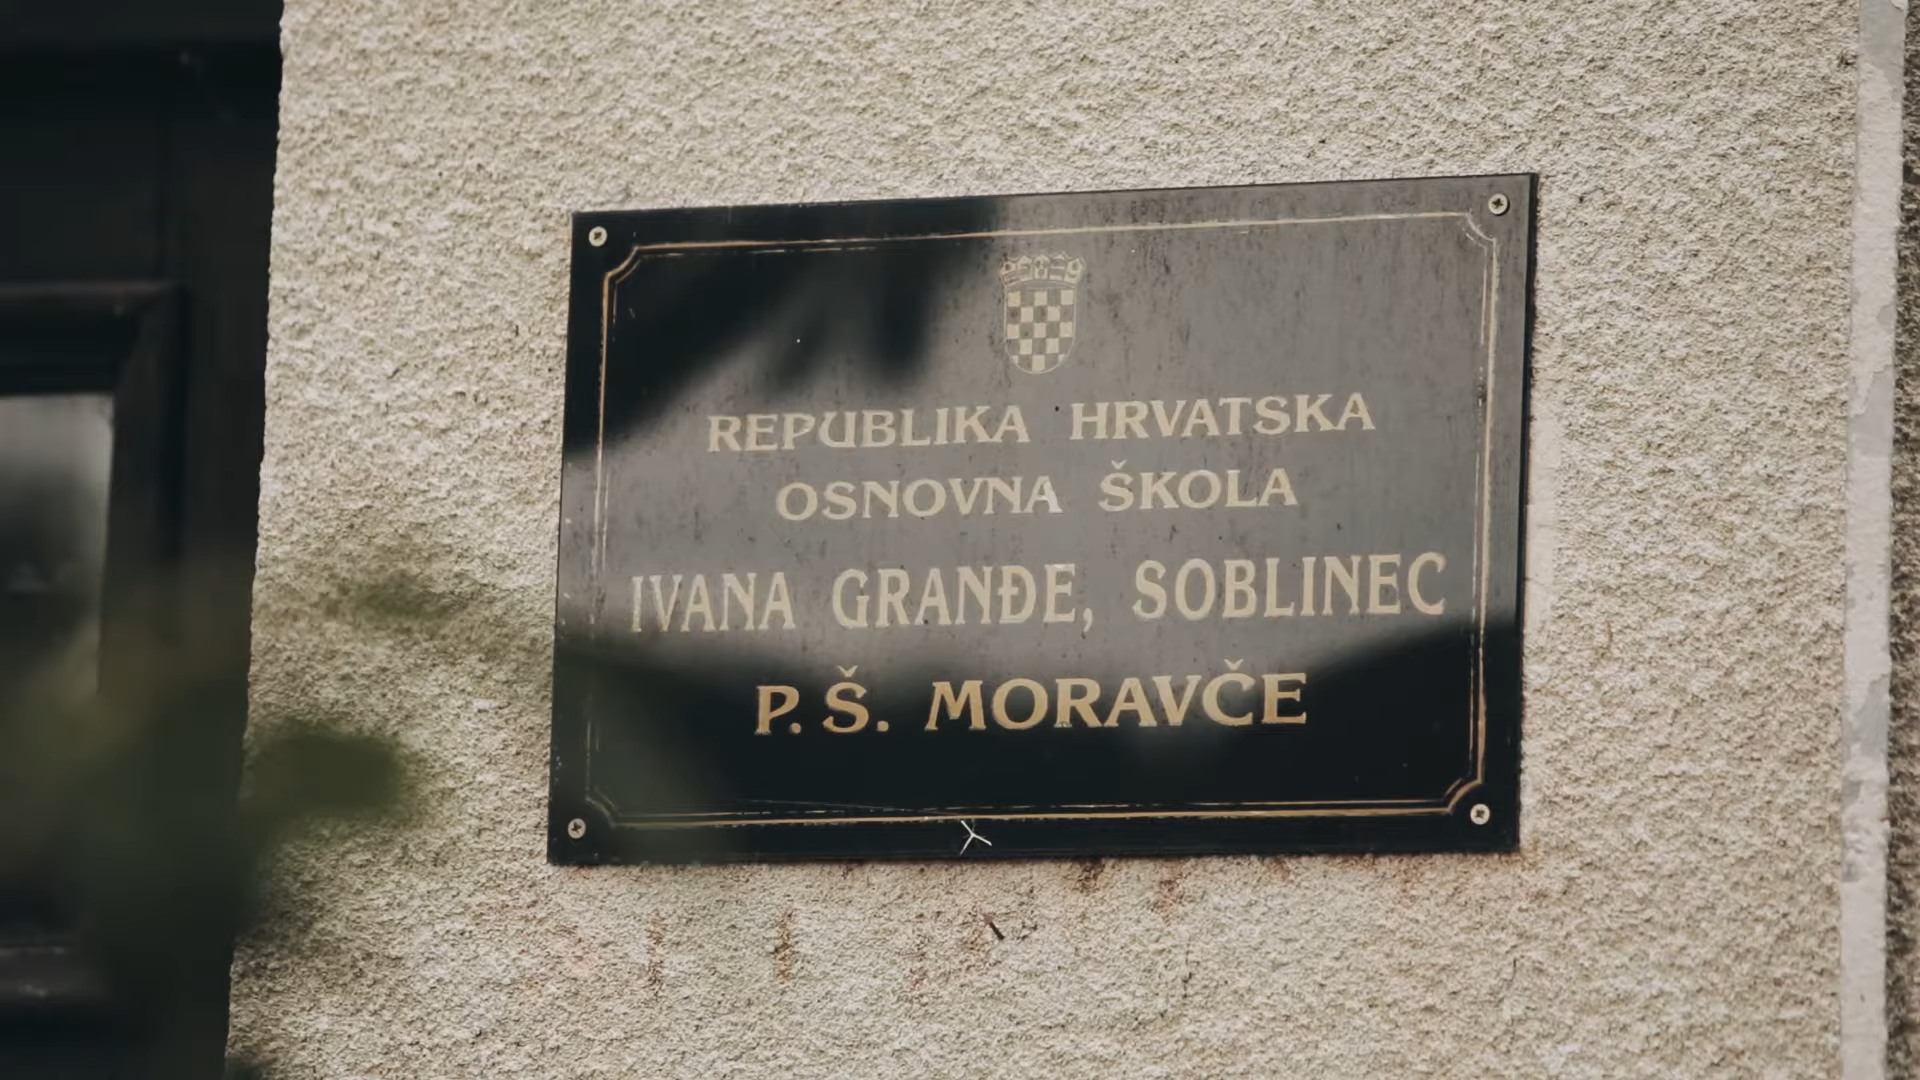 REPUBLIKA HRVATSKA
OSNOVNA ŠKOLA
IVANA GRANĐE, SOBLINEC
P.Š. MORAVČE